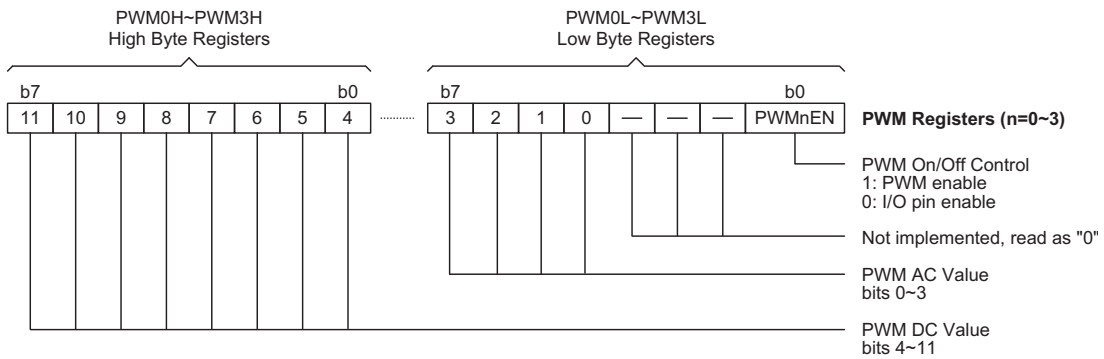 PWM0H~PWM3H
High Byte Registers
PWM0L~PWM3L
Low Byte Registers
b7 b0 b7 b0
11 10 9 8 7 6 5 4 3 2 1 0 — — — PWMnEN PWM Registers (n=0~3)
PWM On/Off Control
1: PWM enable
0: I/O pin enable
Not implemented, read as "0"
PWM AC Value
bits 0~3
PWM DC Value
bits 4~11